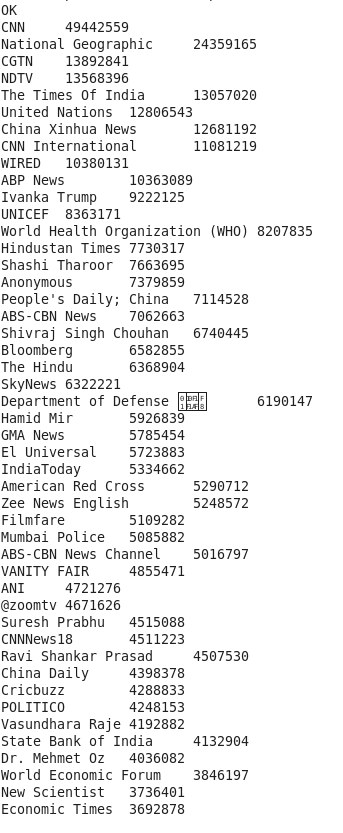 OK
CNN 49442559
National Geographic 24359165
CGTN 13892841
NDTV 13568396
The Times Of India 13057020
United Nations 12806543
China Xinhua News 12681192
CNN International 11081219
WIRED 10380131
ABP News 10363089
Ivanka Trump 9222125
UNICEF 8363171
World Health Organization (WHO) 8207835
Hindustan Times 7730317
Shashi Tharoor 7663695
Anonymous 7379859
People's Daily; China 7114528
ABS-CBN News 7062663
Shivraj Singh Chouhan 6740445
Bloomberg 6582855
The Hindu 6368904
SkyNews 6322221
Department of Defense 6190147
Hamid Mir 5926839
GMA News 5785454
El Universal 5723883
IndiaToday 5334662
American Red Cross 5290712
Zee News English 5248572
Filmfare 5109282
Mumbai Police 5085882
ABS-CBN News Channel 5016797
VANITY FAIR 4855471
ANI 4721276
@zoomtv 4671626
Suresh Prabhu 4515088
CNNNews18 4511223
Ravi Shankar Prasad 4507530
China Daily 4398378
Cricbuzz 4288833
POLITICO 4248153
Vasundhara Raje 4192882
State Bank of India 4132904
Dr. Mehmet Oz 4036082
World Economic Forum 3846197
New Scientist 3736401
Economic Times 3692878